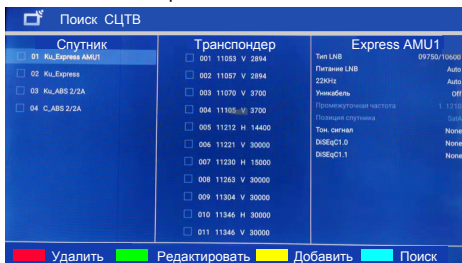 Поиск СЦТВ
Спутник
01 Ku_Express AMU1
02 Ku_Express
03 Ku_ABS 2/2A
04 C_ABS 2/2A
Транспондер
001 11053 V 2894
002 11057 V 2894
003 11070 V 3700
004 11105 V 3700
005 11212 H 14400
006 11221 V 30000
007 11230 H 15000
008 11263 V 30000
009 11304 V 30000
010 11346 H 30000
011 11346 V 30000
Express AMU1
Тип LNB 09750/10600
Питание LNB Auto
22KHz Auto
Уникабель Off
Промежуточная частота 1. 1210
Позиция спутника SatA
Тон. сигнал None
DiSEqC1.0 None
DiSEqC1.1 None
Удалить Редактировать Добавить Поиск